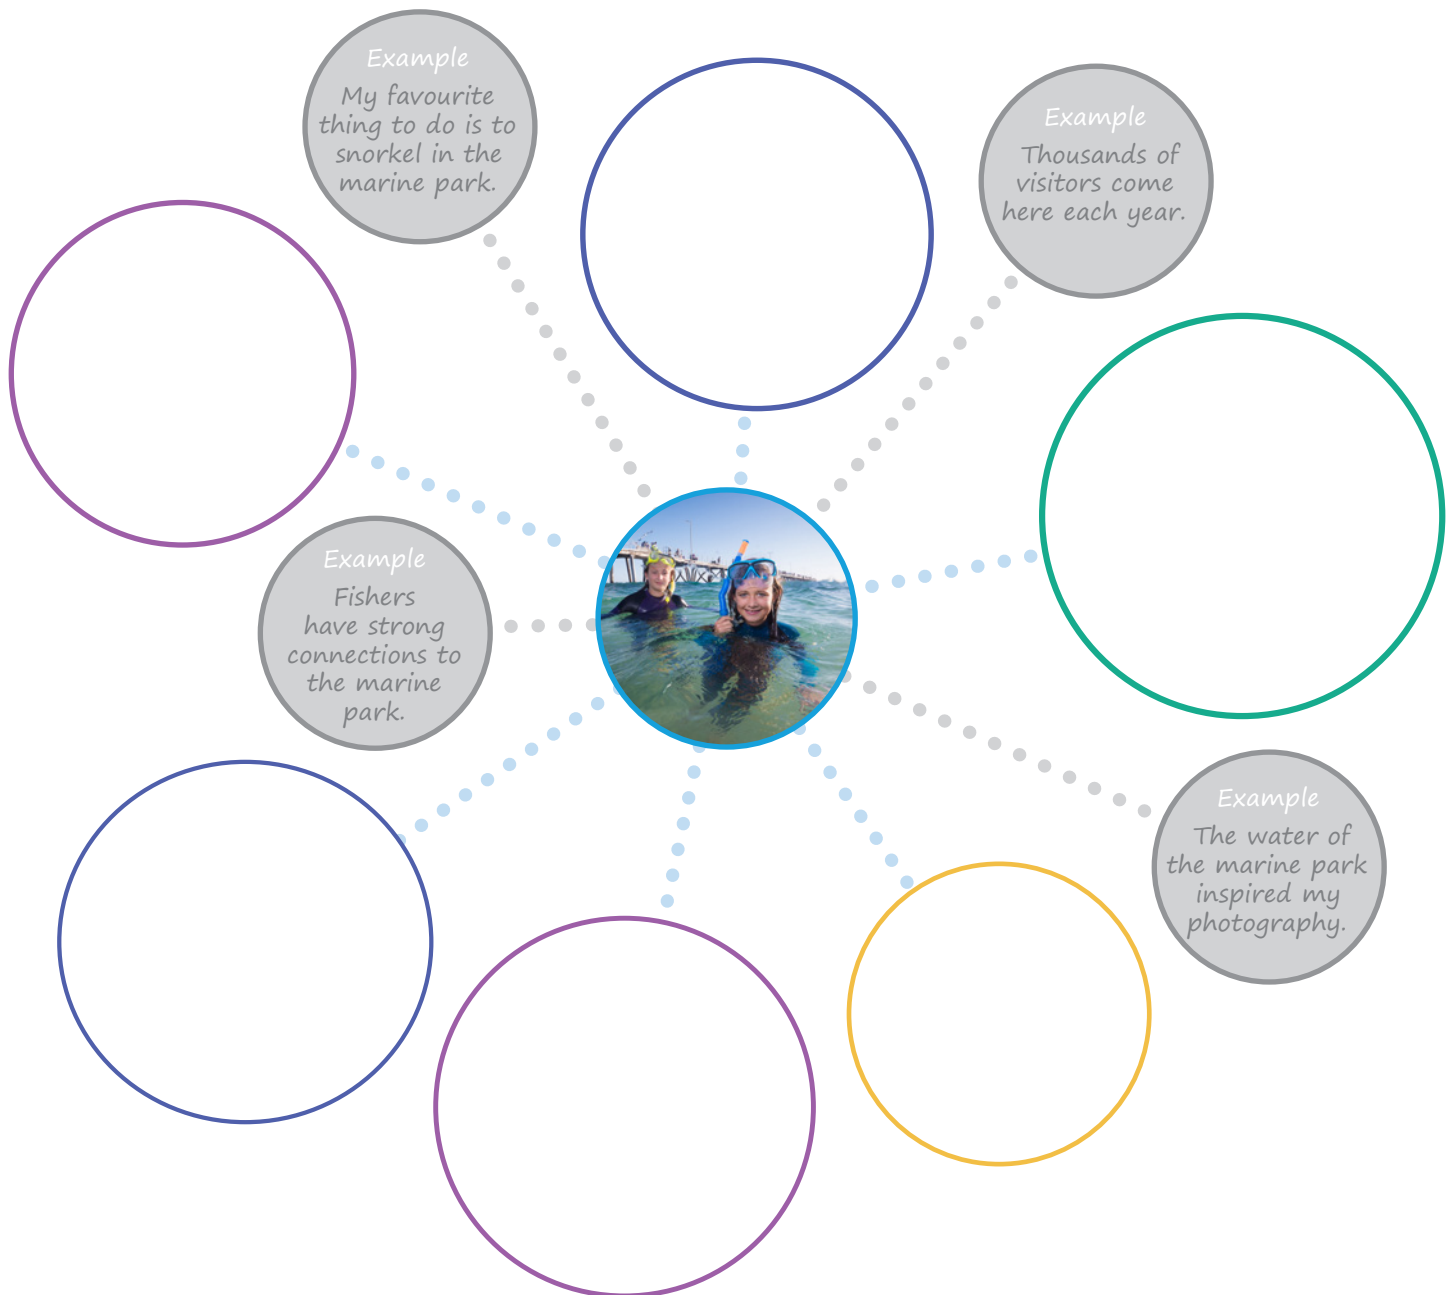 Example
My favourite
thing to do is to
snorkel in the
marine park.
Example
Thousands of
visitors come
here each year.
Example
Fishers
have strong
connections to
the marine
park.
Example
The water of
the marine park
inspired my
photography.